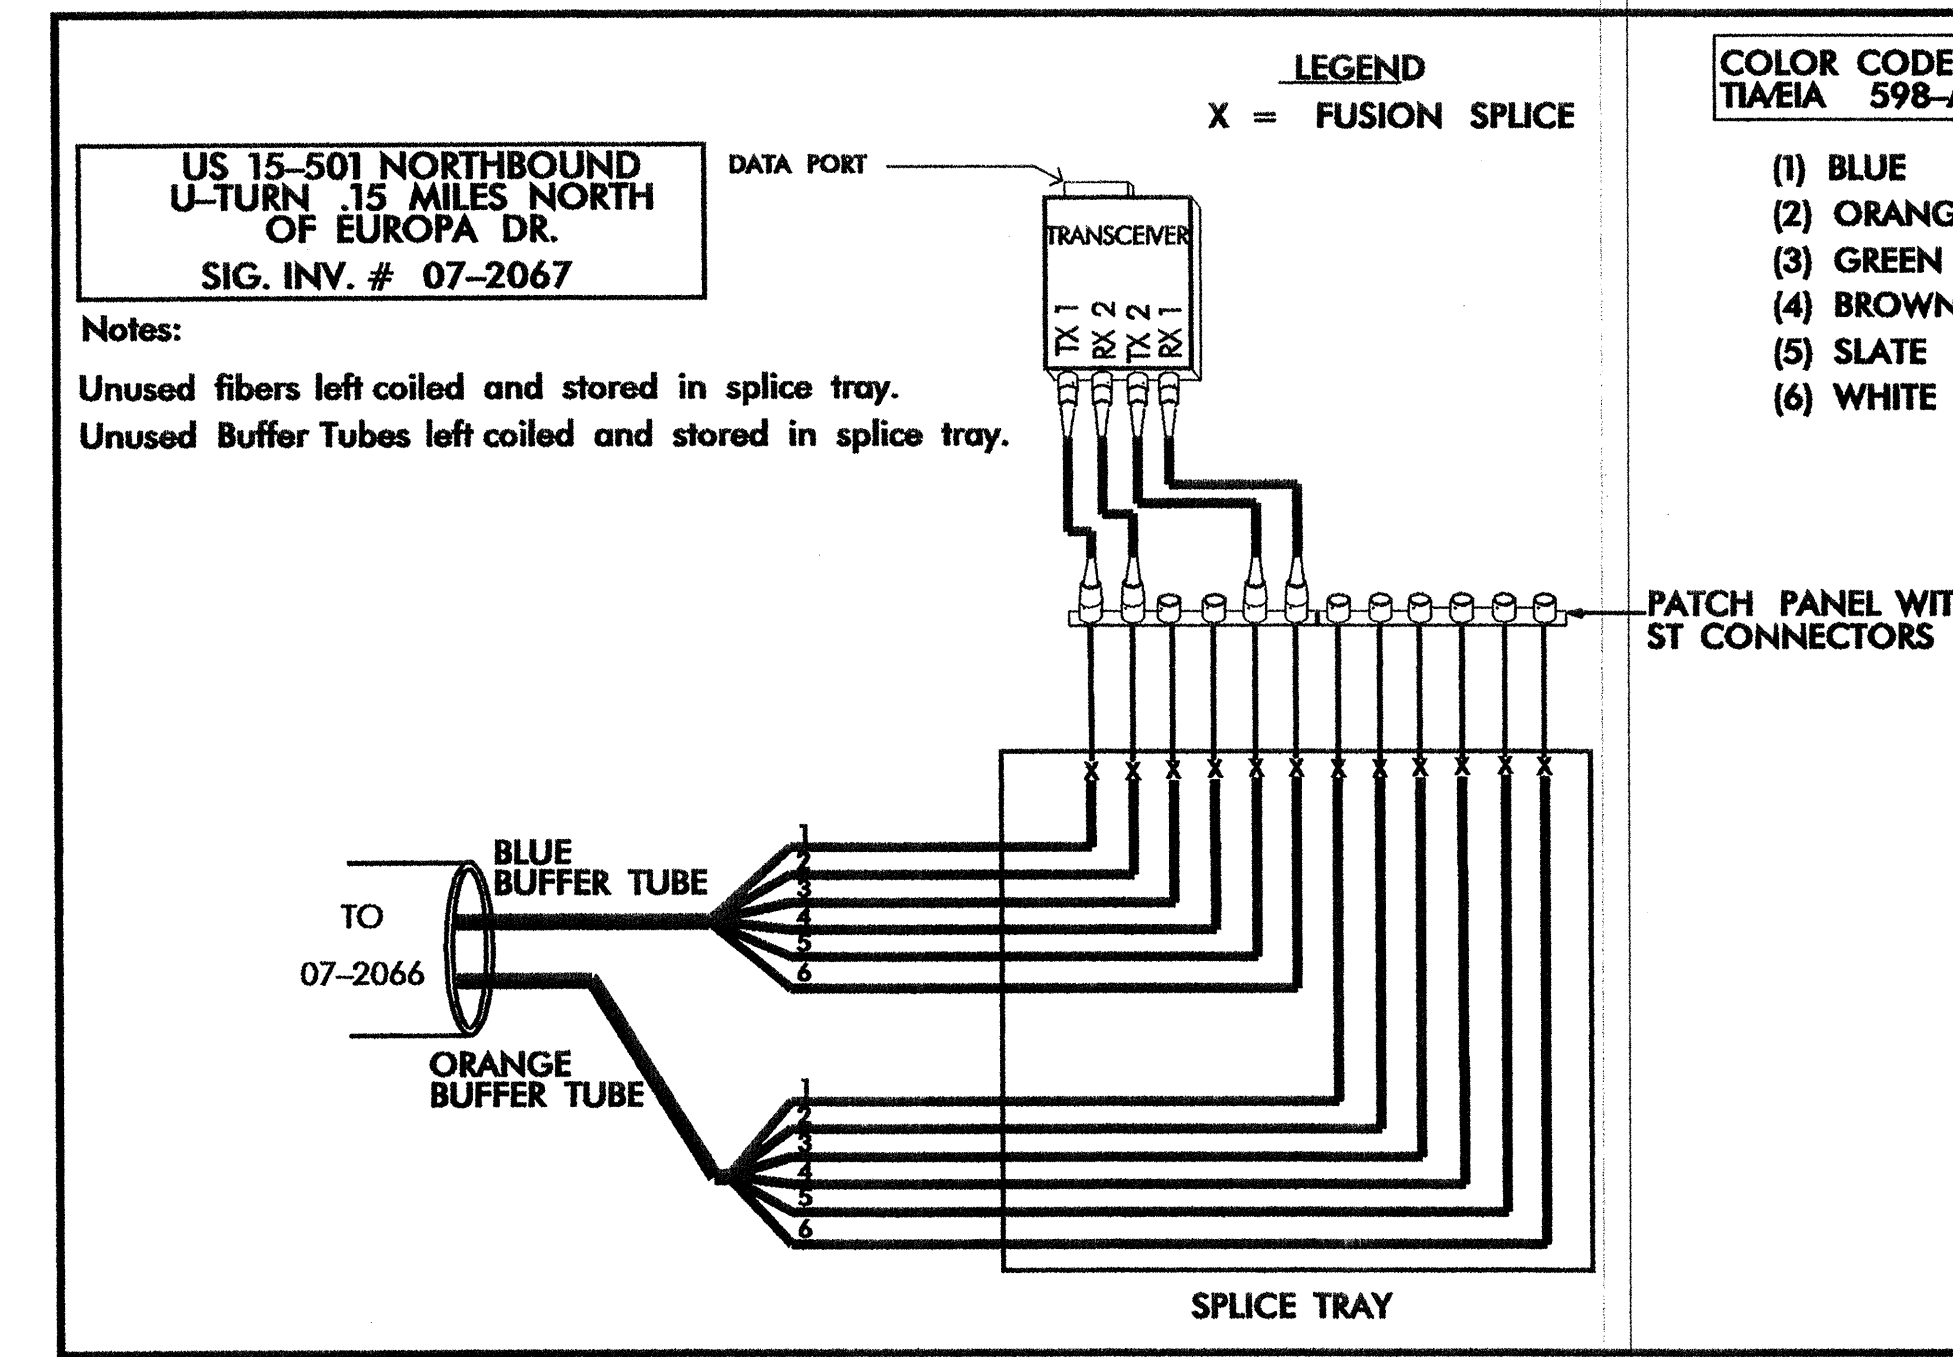 LEGEND
X = FUSION SPLICE
COLOR CODE
TIA/EIA 598-A
US 15-501 NORTHBOUND
U-TURN .15 MILES NORTH
OF EUROPA DR.
SIG. INV. # 07-2067
DATA PORT
(1) BLUE
(2) ORANG
(3) GREEN
(4) BROWN
(5) SLATE
(6) WHITE
TRANSCEIVER
TX 1
RX 2
TX 2
RX 1
Notes:
Unused fibers left coiled and stored in splice tray.
Unused Buffer Tubes left coiled and stored in splice tray.
PATCH PANEL WIT
ST CONNECTORS
X X X X X X X X X X X X
BLUE
BUFFER TUBE
1
2
3
4
5
6
TO
07-2066
ORANGE
BUFFER TUBE
1
2
3
4
5
6
SPLICE TRAY